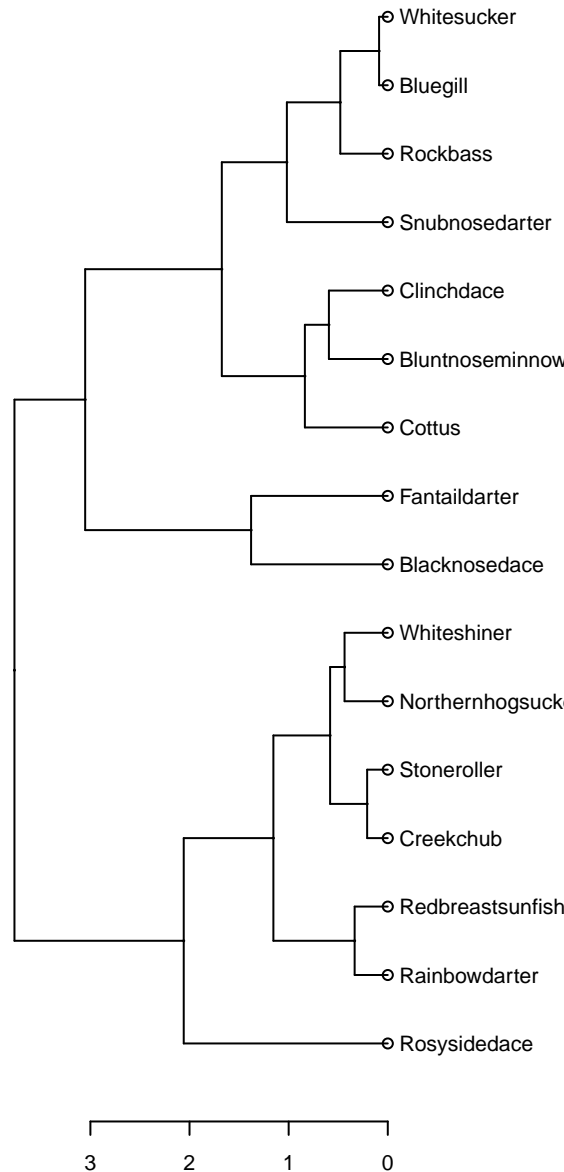 Whitesucker
Bluegill
Rockbass
Snubnosedarter
Clinchdace
Bluntnoseminnow
Cottus
Fantaildarter
Blacknosedace
Whiteshiner
Northernhogsuck
Stoneroller
Creekchub
Redbreastsunfish
Rainbowdarter
Rosysidedace
3 2 1 0